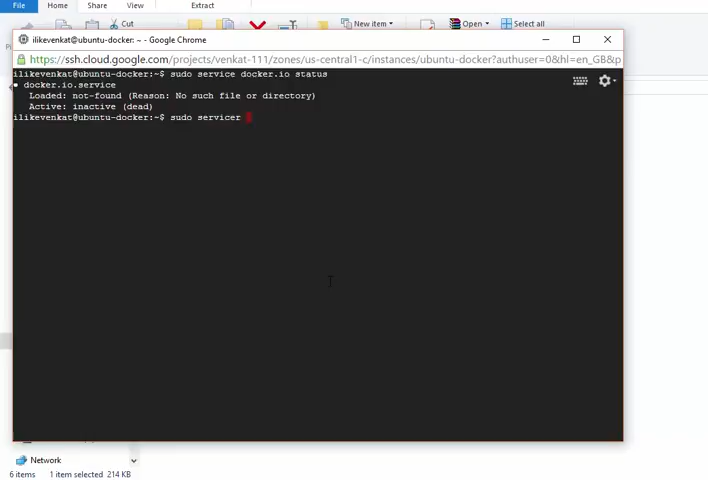 File Home Share View Extract
Cut New item Open Select all
ilikevenkat@ubuntu-docker: ~ - Google Chrome
https://ssh.cloud.google.com/projects/venkat-111/zones/us-central1-c/instances/ubuntu-docker?authuser=0&hl=en_GB&p
ilikevenkat@ubuntu-docker:~$ sudo service docker.io status
● docker.io.service
Loaded: not-found (Reason: No such file or directory)
Active: inactive (dead)
ilikevenkat@ubuntu-docker:~$ sudo servicer
Network
6 items 1 item selected 214 KB